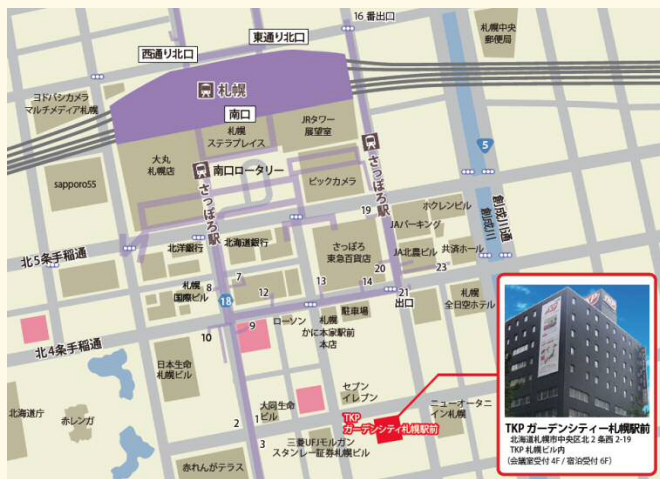 16番出口
札幌中央
郵便局
東通り北口
西通り北口
ヨドバシカメラ
マルチメディア札幌
札幌
南口
札幌
ステラプレイス
JRタワー
展望室
大丸
札幌店
さっぽろ駅
南口ロータリー
さっぽろ駅
5
sapporo55
ビックカメラ
創成川通
創成川
ホクレンビル
19
JAパーキング
北5条手稲通
北洋銀行
北海道銀行
さっぽろ
東急百貨店
JA北農ビル
共済ホール
20
23
7
8
札幌
国際ビル
18
12
13
14
21
出口
札幌
全日空ホテル
駐車場
ローソン
札幌
かに本家駅前
本店
9
10
北4条手稲通
日本生命
札幌ビル
セブン
イレブン
ニューオータニ
イン札幌
北海道庁
赤レンガ
大同生命
ビル
1
2
3
TKP
ガーデンシティ札幌駅前
三菱UFJモルガン
スタンレー証券札幌ビル
赤れんがテラス
TKP
TKP ガーデンシティー札幌駅前
北海道札幌市中央区北2条西2-19
TKP 札幌ビル内
（会議室受付 4F / 宿泊受付 6F）